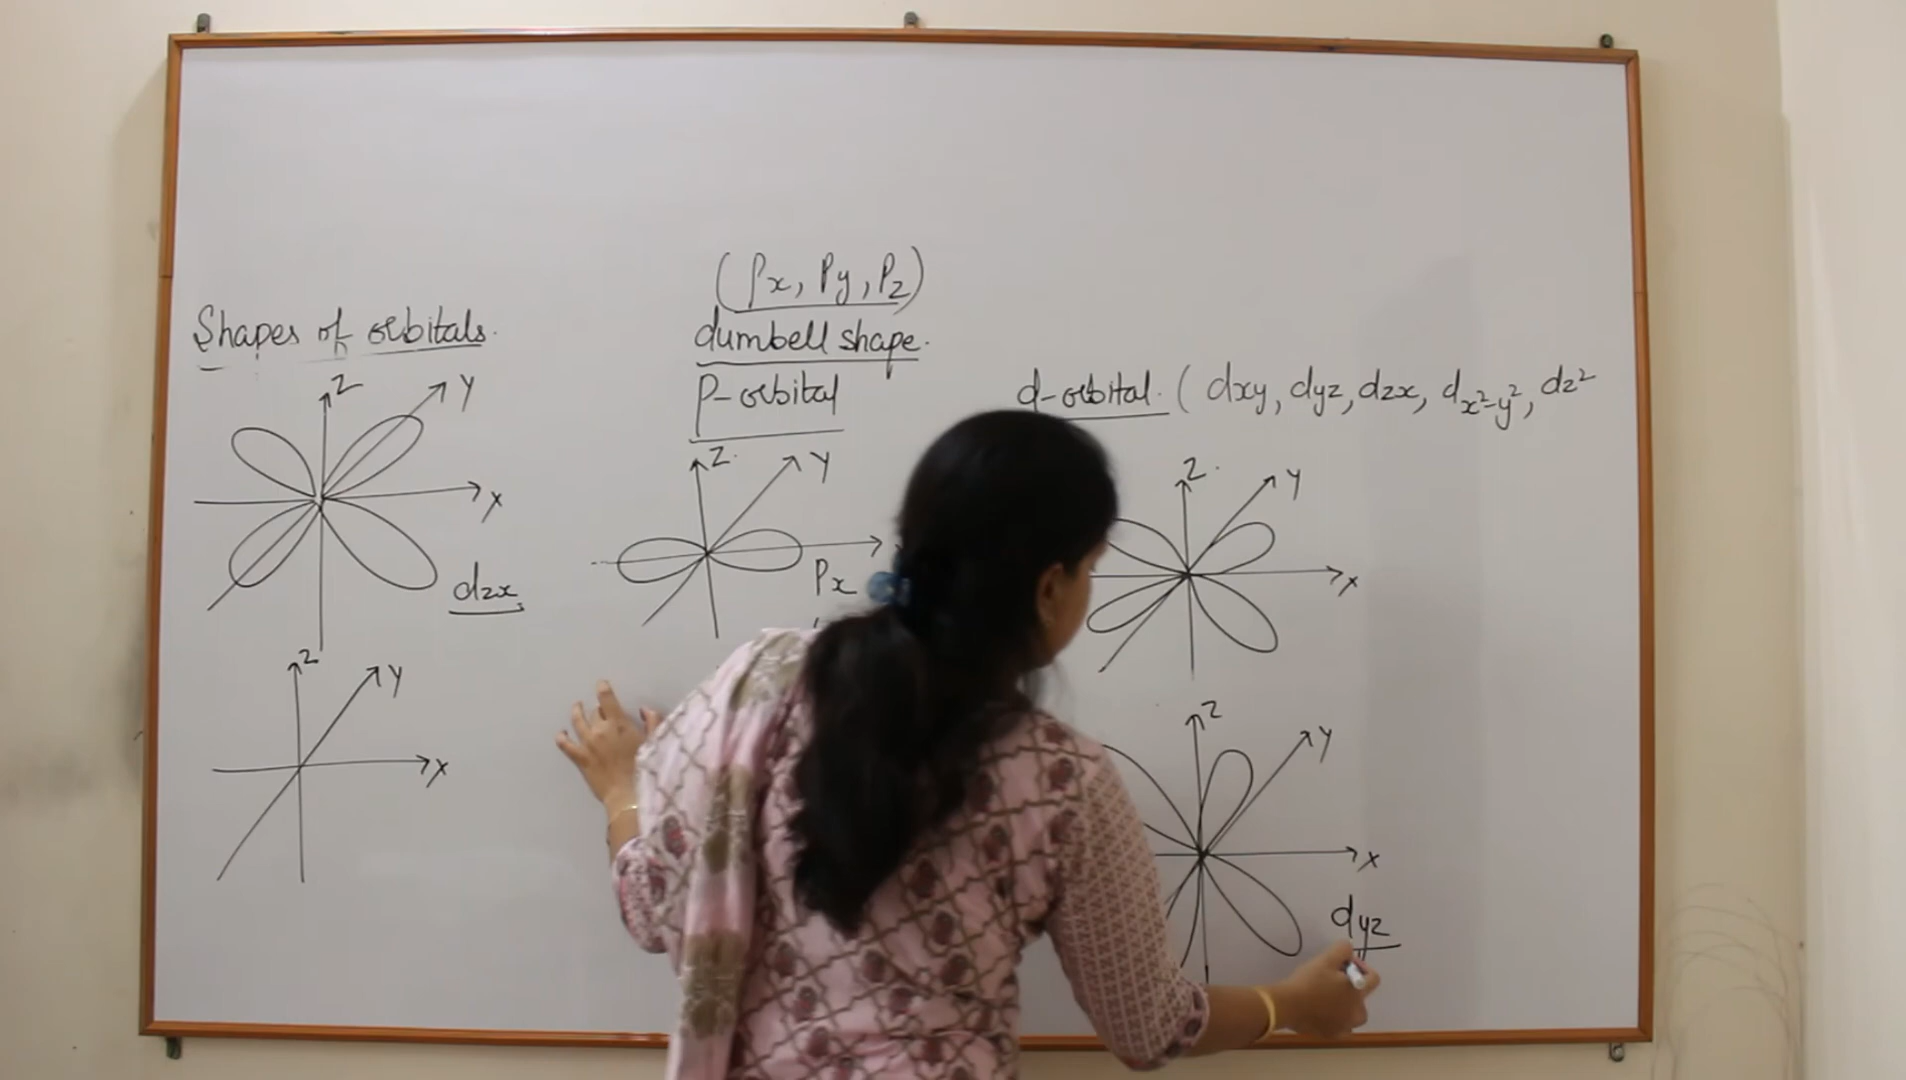 Shapes of orbitals.
Z
Y
X
dzx,
Z
Y
X
(Px, Py, Pz)
dumbell shape.
P-orbital
Z.
Y
Px
d-orbital. ( dxy, dyz, dzx, dx²-y², dz²
Z.
Y
X
Z
Y
X
dyz